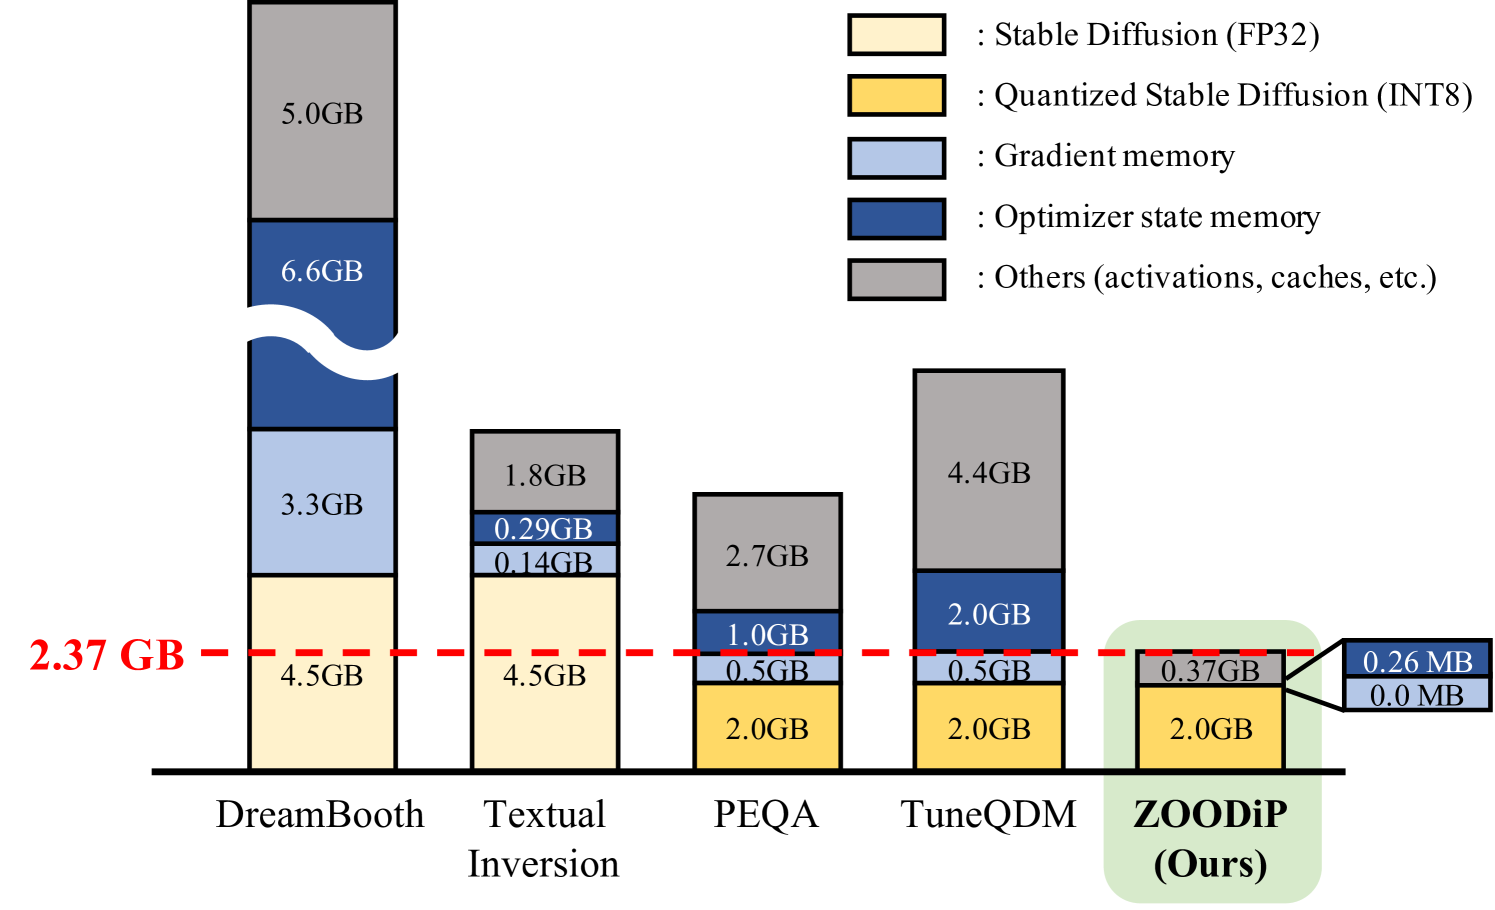 : Stable Diffusion (FP32)
: Quantized Stable Diffusion (INT8)
: Gradient memory
: Optimizer state memory
: Others (activations, caches, etc.)
5.0GB
6.6GB
3.3GB
4.5GB
1.8GB
0.29GB
0.14GB
4.5GB
2.7GB
1.0GB
0.5GB
2.0GB
4.4GB
2.0GB
0.5GB
2.0GB
0.37GB
2.0GB
0.26 MB
0.0 MB
2.37 GB
DreamBooth
Textual
Inversion
PEQA
TuneQDM
ZOODiP
(Ours)